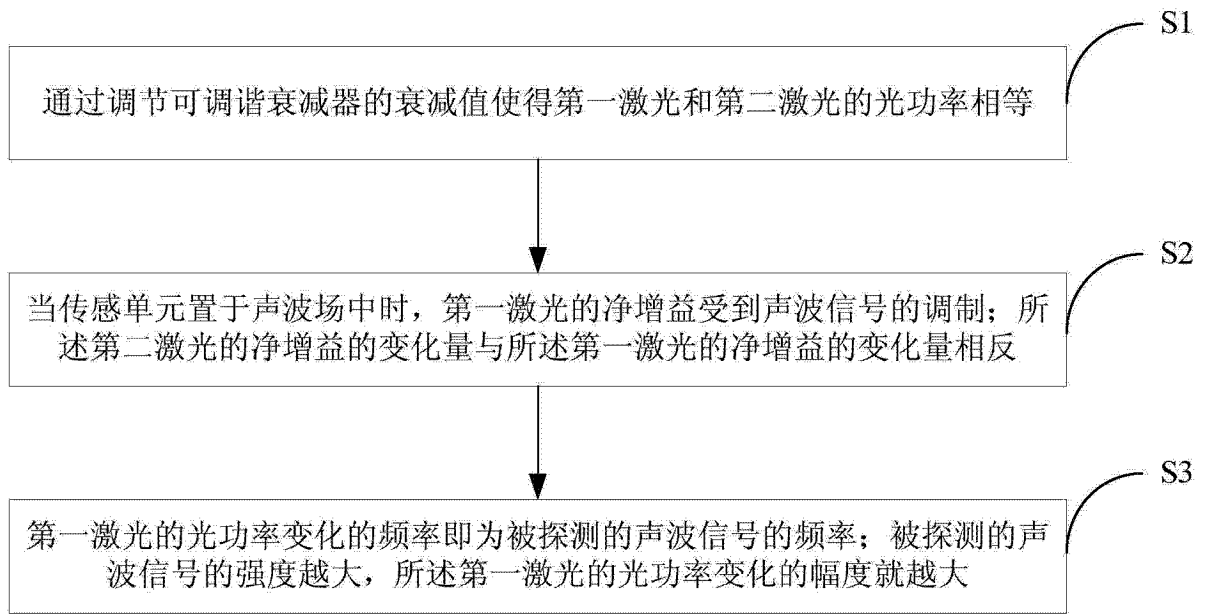 S1
通过调节可调谐衰减器的衰减值使得第一激光和第二激光的光功率相等
S2
当传感单元置于声波场中时，第一激光的净增益受到声波信号的调制；所
述第二激光的净增益的变化量与所述第一激光的净增益的变化量相反
S3
第一激光的光功率变化的频率即为被探测的声波信号的频率；被探测的声
波信号的强度越大，所述第一激光的光功率变化的幅度就越大